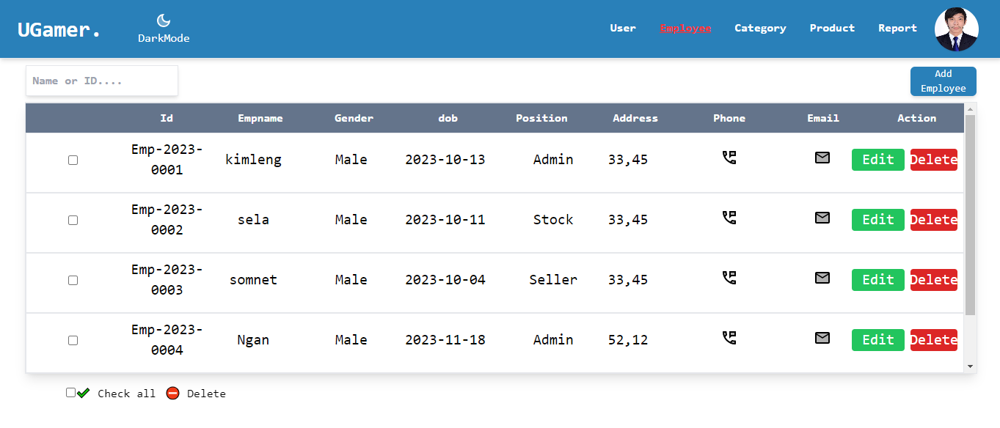 UGamer.
DarkMode
User Employee Category Product Report
Name or ID....
Add
Employee
Id Empname Gender dob Position Address Phone Email Action
Emp-2023-
0001
kimleng Male 2023-10-13 Admin 33,45 Edit Delete
Emp-2023-
0002
sela Male 2023-10-11 Stock 33,45 Edit Delete
Emp-2023-
0003
somnet Male 2023-10-04 Seller 33,45 Edit Delete
Emp-2023-
0004
Ngan Male 2023-11-18 Admin 52,12 Edit Delete
Check all Delete